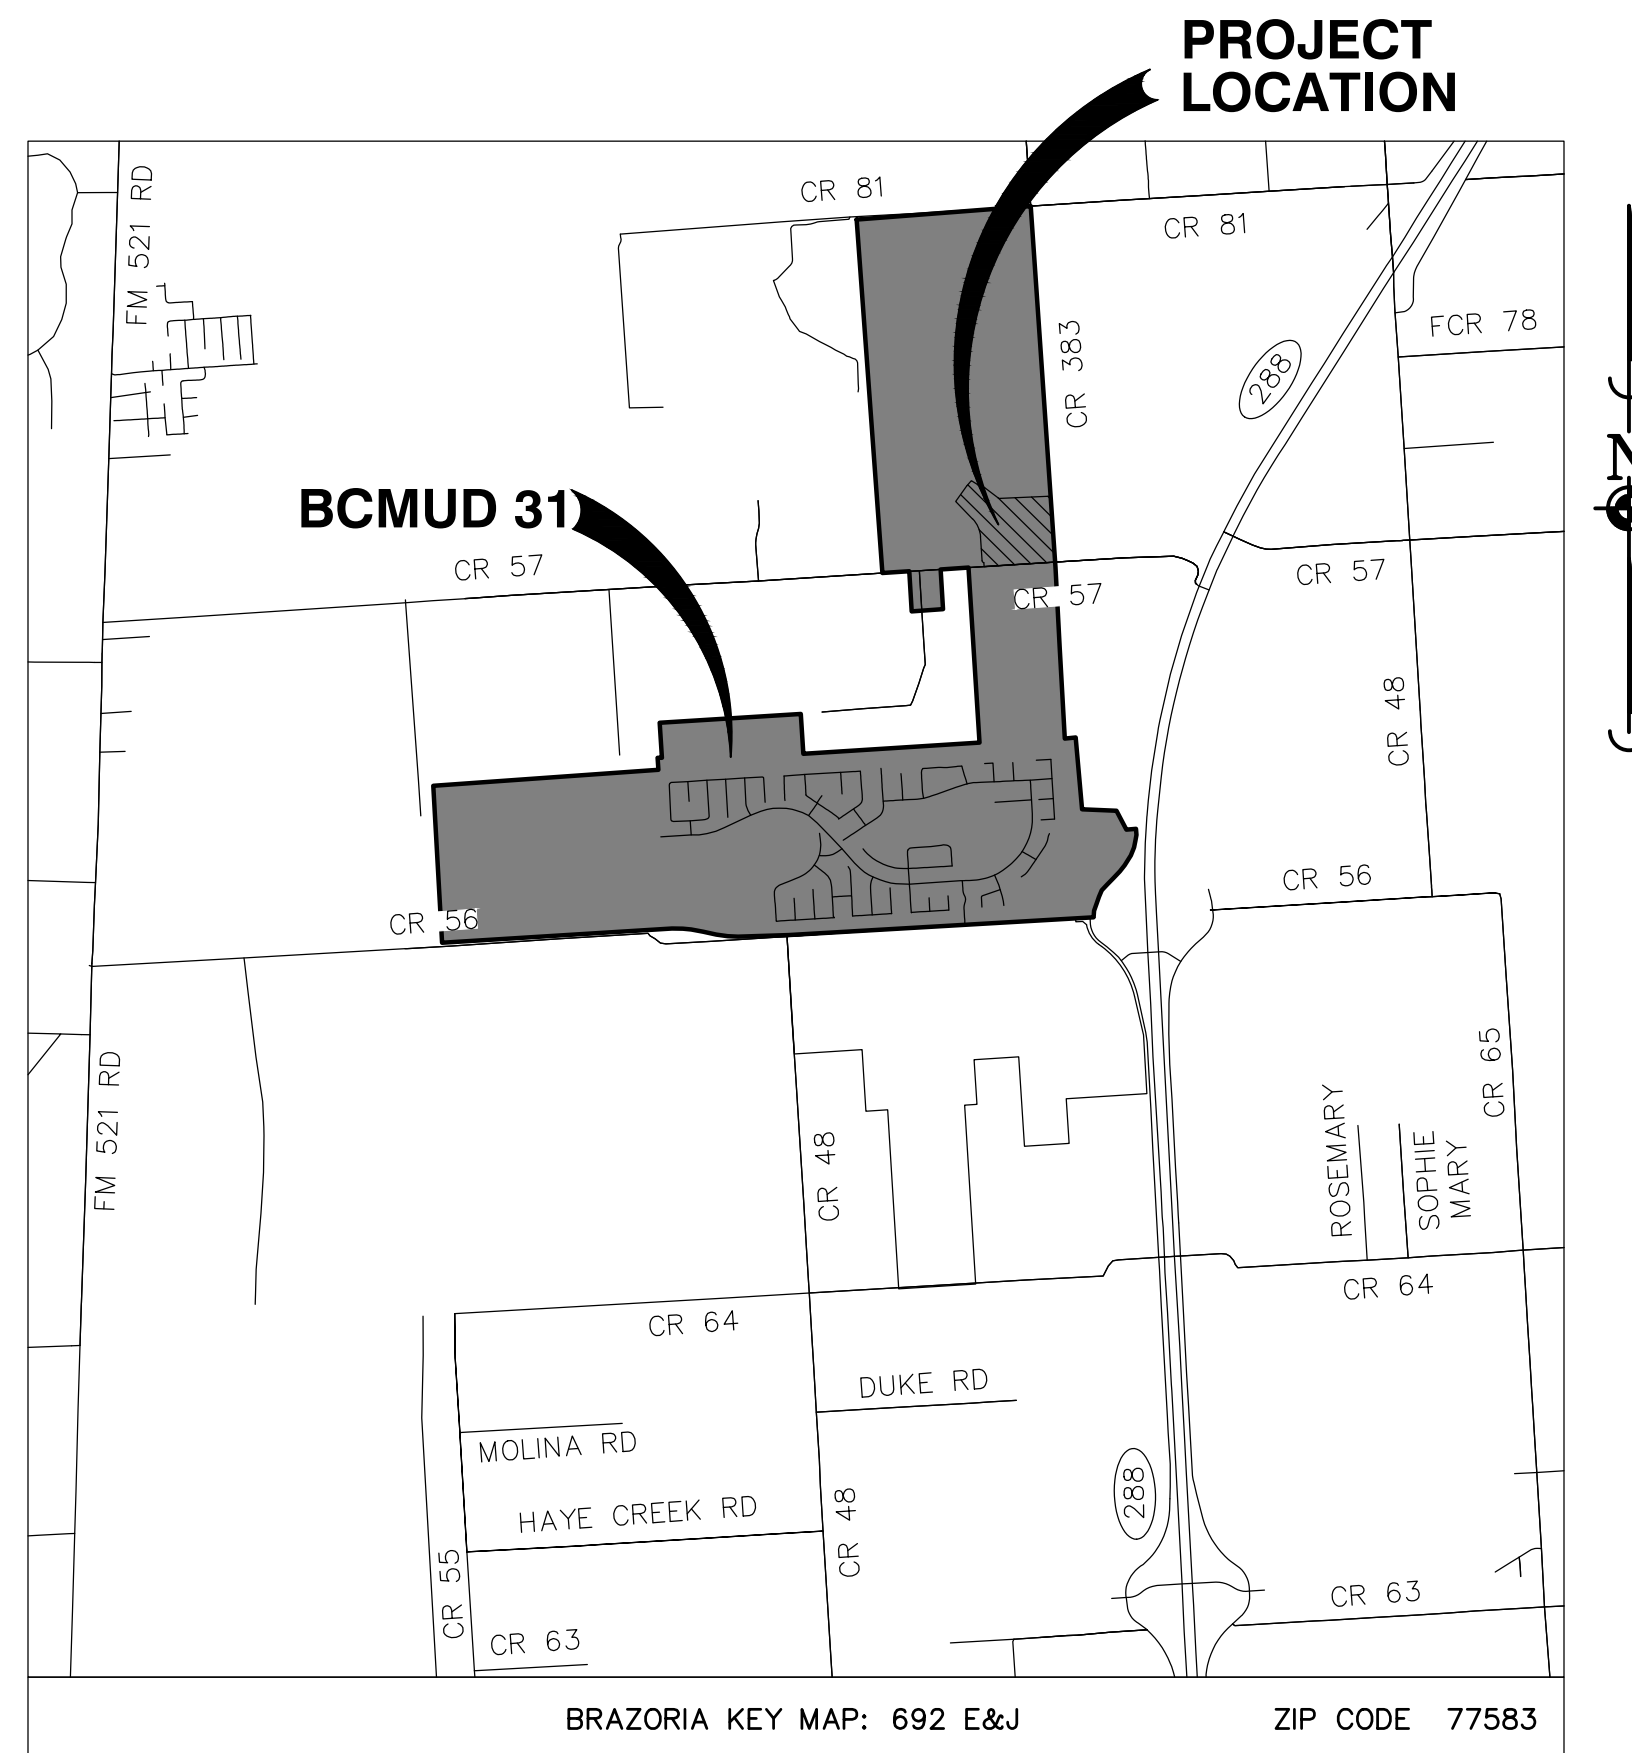 PROJECT
LOCATION
CR 81
CR 81
FM 521 RD
FCR 78
CR 383
288
BCMUD 31
N
CR 57
CR 57
CR 57
CR 48
CR 56
CR 56
CR 65
FM 521 RD
ROSEMARY
SOPHIE
MARY
CR 48
CR 64
CR 64
DUKE RD
MOLINA RD
HAYE CREEK RD
CR 48
288
CR 55
CR 63
CR 63
BRAZORIA KEY MAP: 692 E&J
ZIP CODE 77583